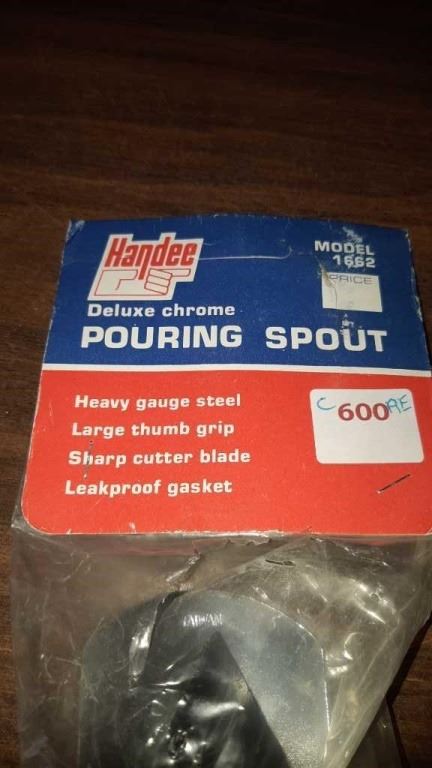 Handee
MODEL
1662
PRICE
Deluxe chrome
POURING SPOUT
Heavy gauge steel
Large thumb grip
Sharp cutter blade
Leakproof gasket
C 600 AE